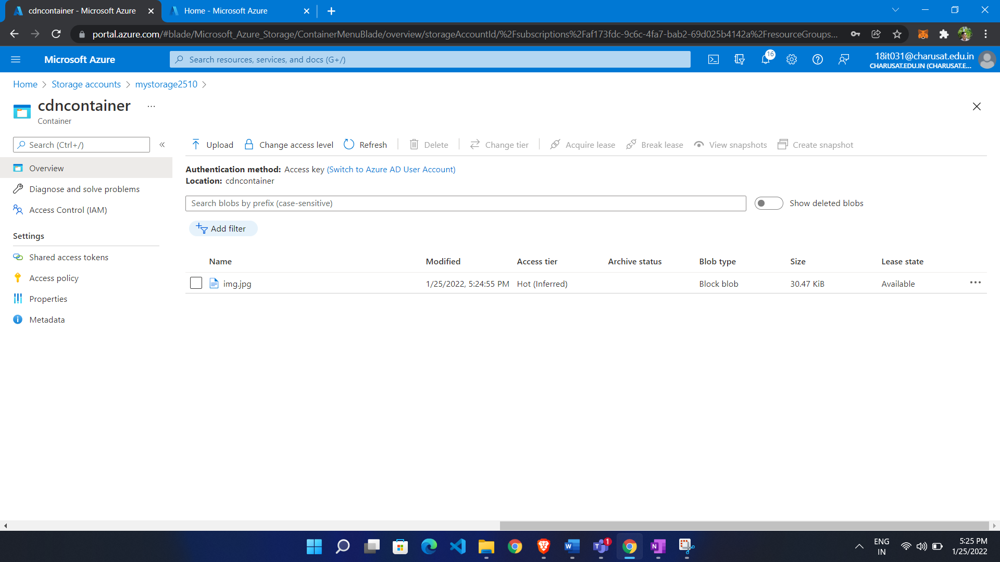 cdncontainer - Microsoft Azure
Home - Microsoft Azure
portal.azure.com/#blade/Microsoft_Azure_Storage/ContainerMenuBlade/overview/storageAccountId/%2Fsubscriptions%2Faf173fdc-9c6c-4fa7-bab2-69d025b4142a%2FresourceGroups...
Microsoft Azure
Search resources, services, and docs (G+/)
16
18it031@charusat.edu.in
CHARUSAT.EDU.IN (CHARUSAT.E...
Home > Storage accounts > mystorage2510 >
cdncontainer ...
Container
Search (Ctrl+/)
«
Overview
Diagnose and solve problems
Access Control (IAM)
Settings
Shared access tokens
Access policy
Properties
Metadata
Upload Change access level Refresh Delete Change tier Acquire lease Break lease View snapshots Create snapshot
Authentication method: Access key (Switch to Azure AD User Account)
Location: cdncontainer
Search blobs by prefix (case-sensitive)
Show deleted blobs
Add filter
Name Modified Access tier Archive status Blob type Size Lease state
img.jpg 1/25/2022, 5:24:55 PM Hot (Inferred) Block blob 30.47 KiB Available ...
1
ENG
IN
5:25 PM
1/25/2022